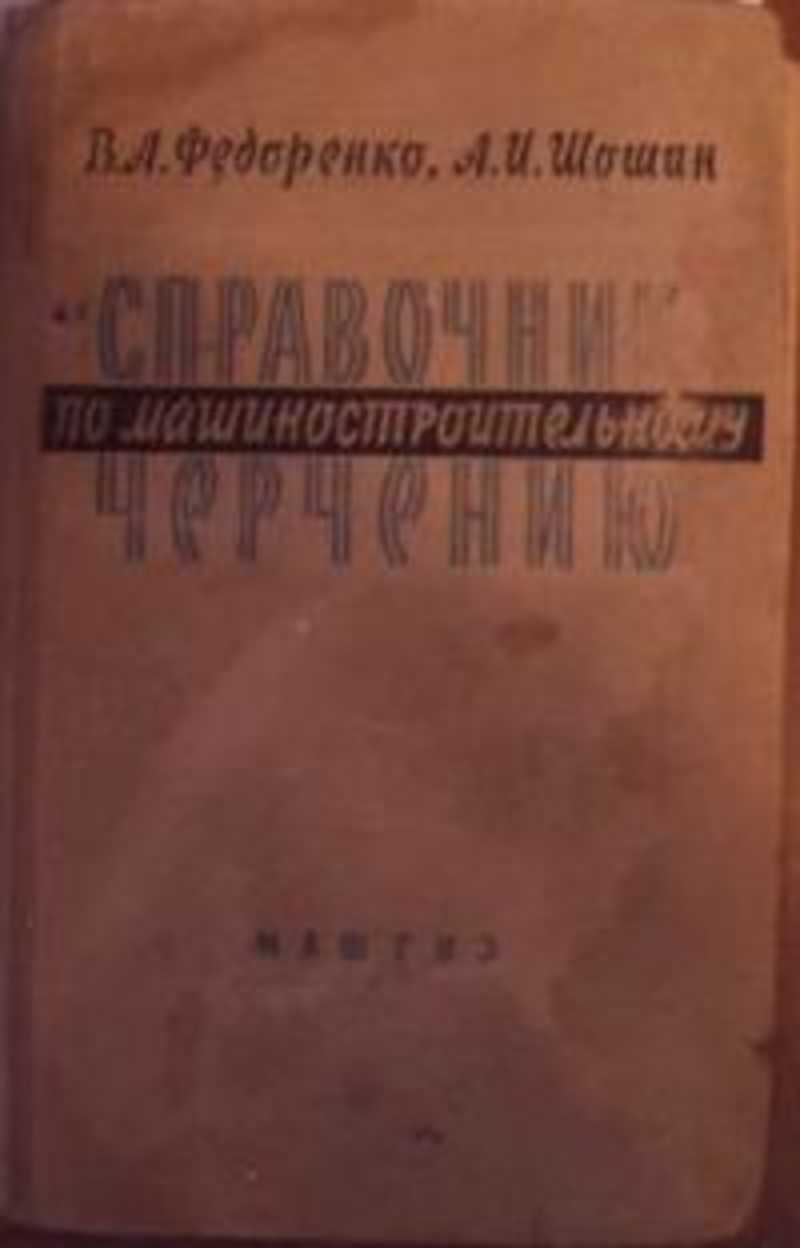 В.А.Федоренко, А.И.Шошин
СПРАВОЧНИК
по машиностроительному
ЧЕРЧЕНИЮ
МАШГИЗ